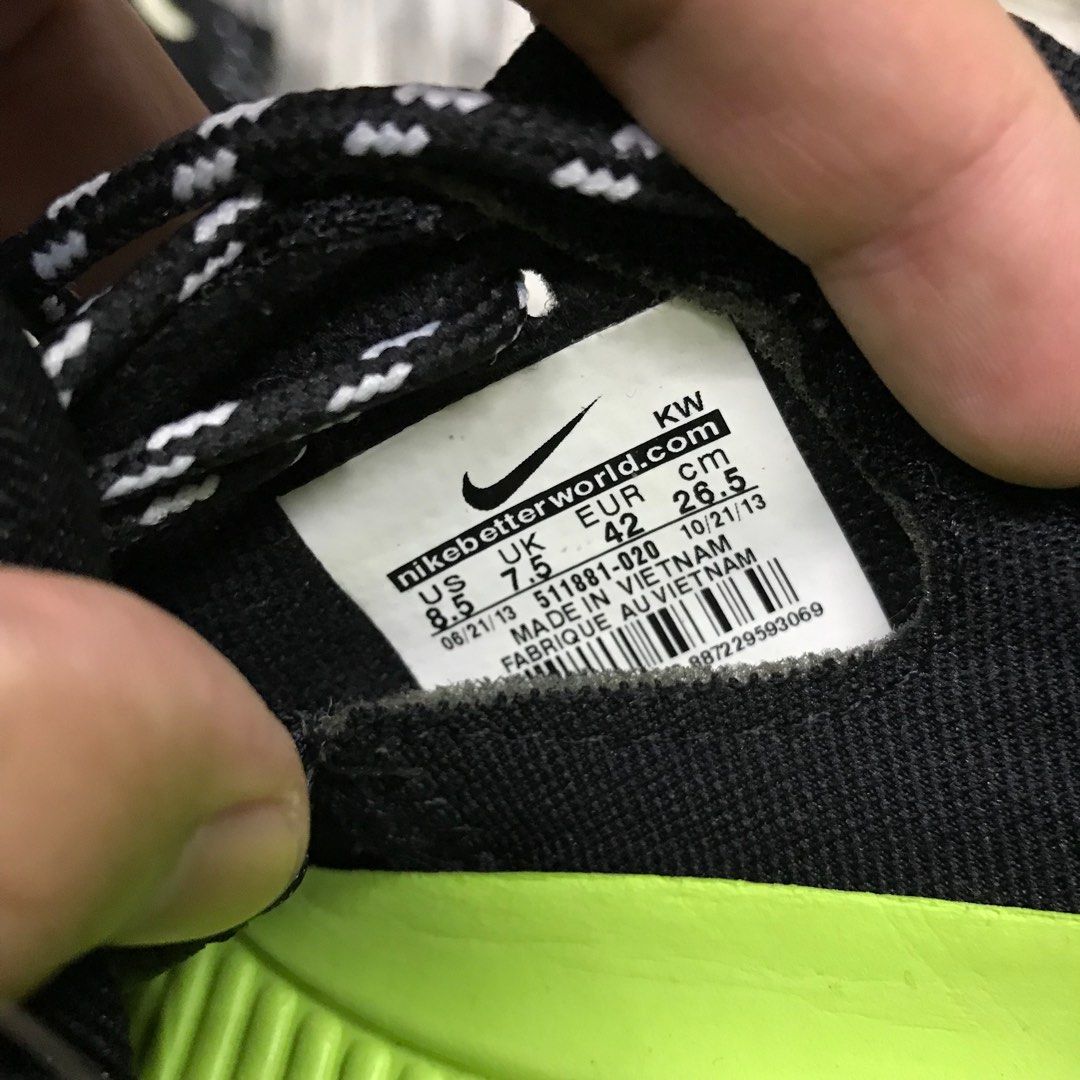 KW
nikebetterworld.com
US UK EUR cm
8.5 7.5 42 26.5
06/21/13 511881-020 10/21/13
MADE IN VIETNAM
FABRIQUE AU VIETNAM
887229593069